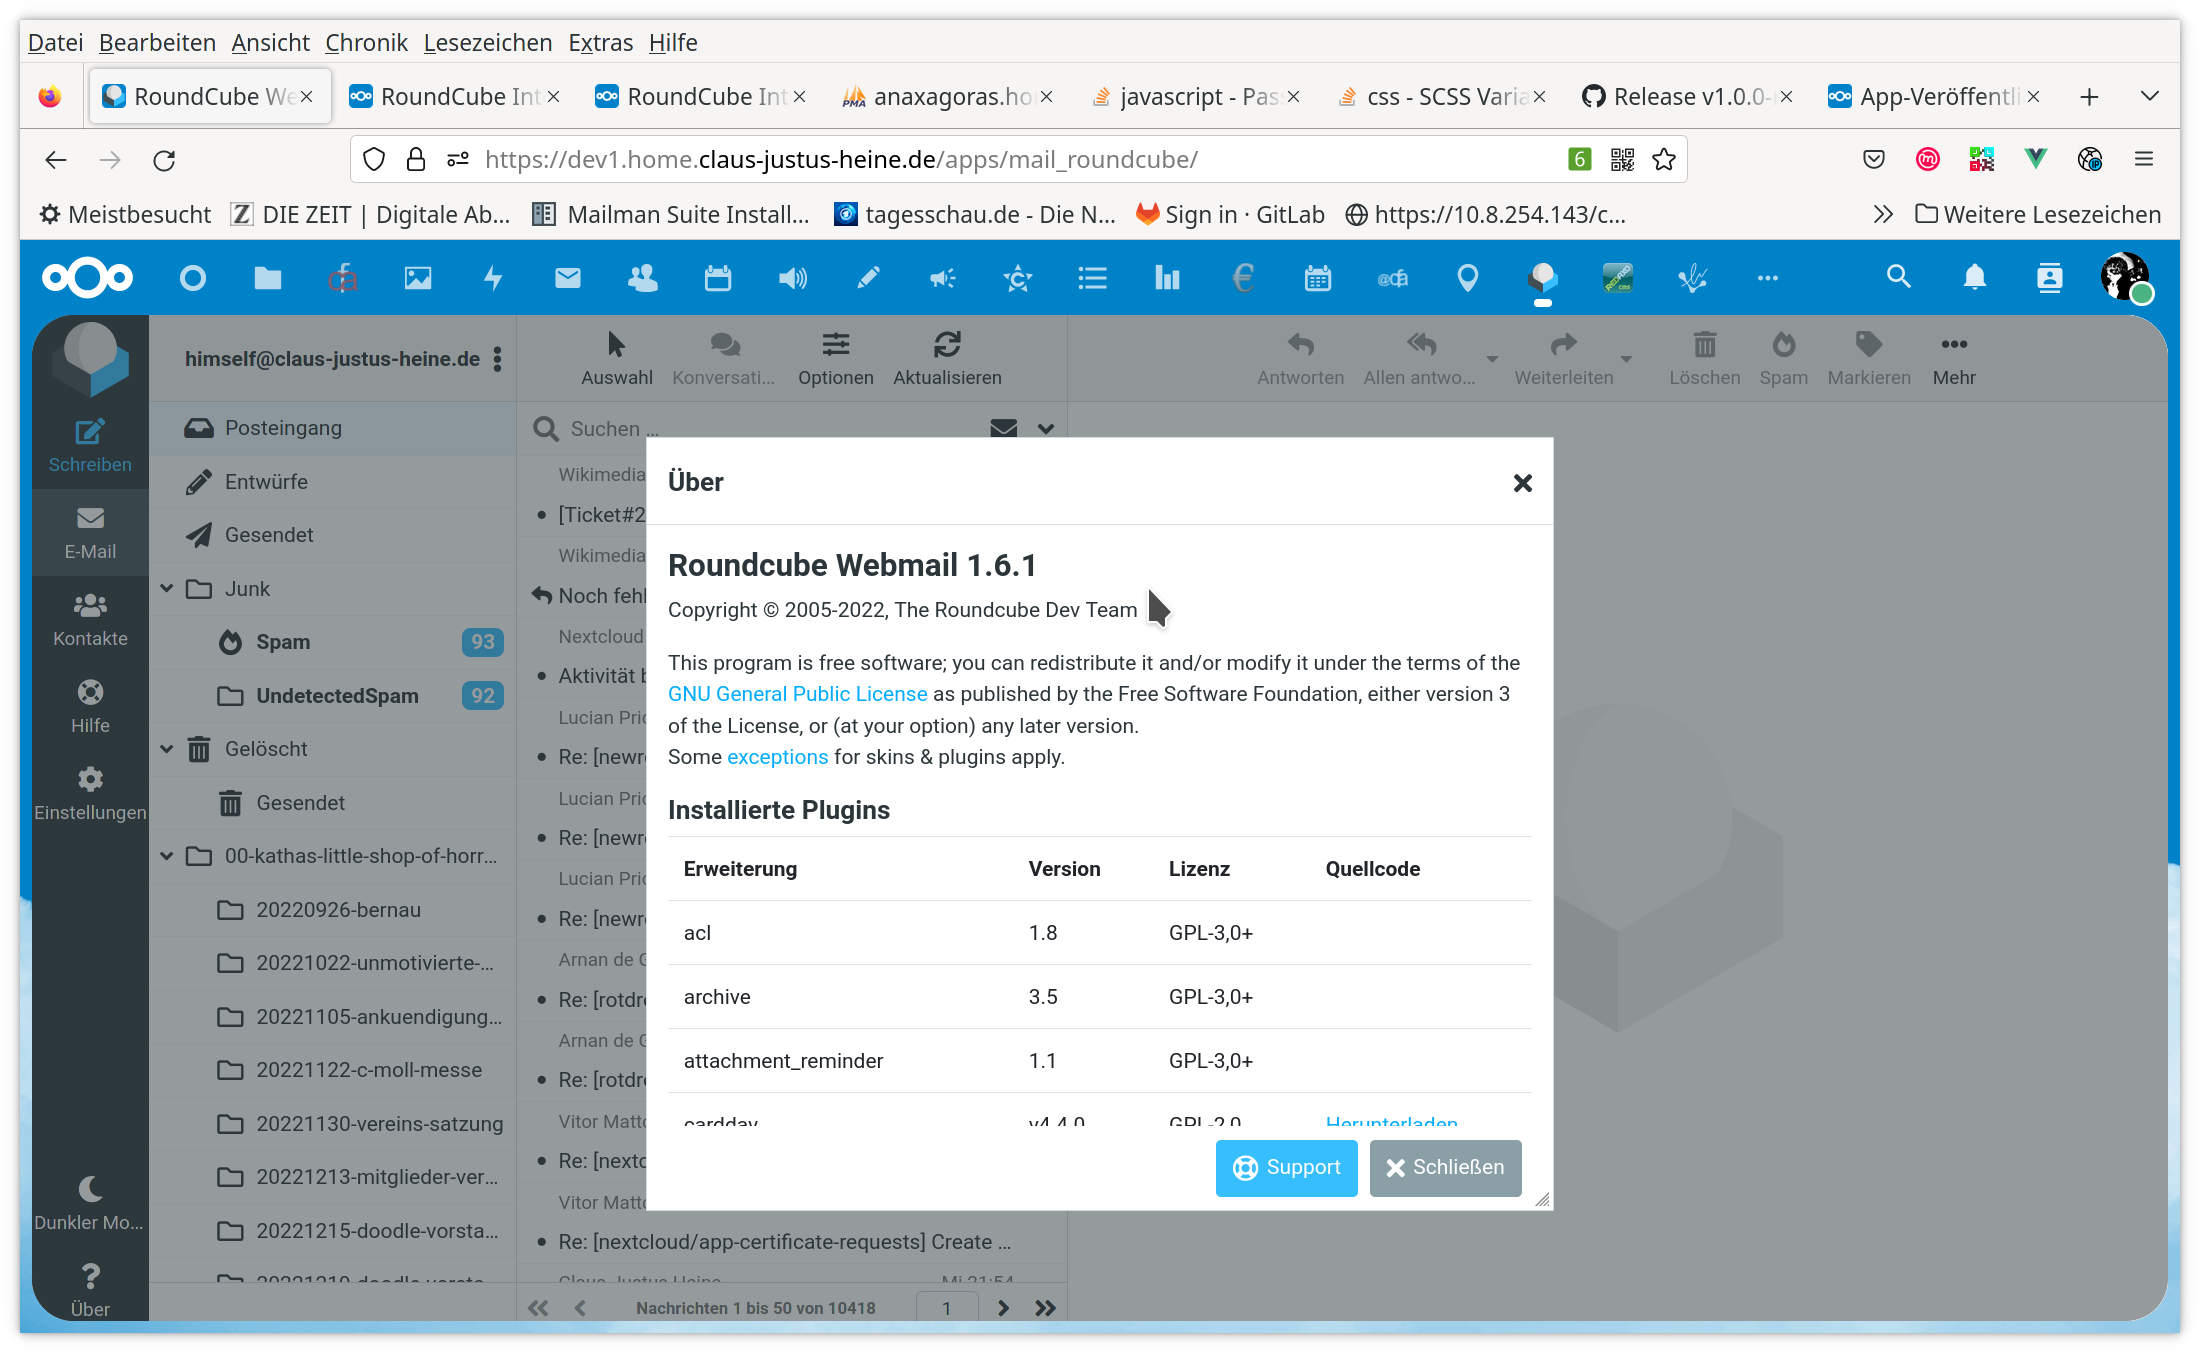 Datei Bearbeiten Ansicht Chronik Lesezeichen Extras Hilfe
RoundCube We RoundCube Int RoundCube Int anaxagoras.ho javascript - Pas css - SCSS Varia Release v1.0.0- App-Veröffentli
https://dev1.home.claus-justus-heine.de/apps/mail_roundcube/ 6
Meistbesucht DIE ZEIT | Digitale Ab... Mailman Suite Install... tagesschau.de - Die N... Sign in · GitLab https://10.8.254.143/c... Weitere Lesezeichen
himself@claus-justus-heine.de
Auswahl Konversati... Optionen Aktualisieren
Antworten Allen antwo... Weiterleiten Löschen Spam Markieren Mehr
Schreiben
E-Mail
Kontakte
Hilfe
Einstellungen
Dunkler Mo...
Über
Posteingang
Entwürfe
Gesendet
Junk
Spam 93
UndetectedSpam 92
Gelöscht
Gesendet
00-kathas-little-shop-of-horr...
20220926-bernau
20221022-unmotivierte-...
20221105-ankuendigung...
20221122-c-moll-messe
20221130-vereins-satzung
20221213-mitglieder-ver...
20221215-doodle-vorsta...
Suchen ...
Wikimedia
• [Ticket#2
Wikimedia
Noch fehl
Nextcloud
• Aktivität b
Lucian Pric
• Re: [newr
Lucian Pric
• Re: [newr
Lucian Pric
• Re: [newr
Arnan de G
• Re: [rotdr
Arnan de G
• Re: [rotdr
Vitor Matto
• Re: [nextc
Vitor Matto
• Re: [nextcloud/app-certificate-requests] Create ...
Claus-Justus Heine Mi 21:54
Nachrichten 1 bis 50 von 10418 1
Über
Roundcube Webmail 1.6.1
Copyright © 2005-2022, The Roundcube Dev Team
This program is free software; you can redistribute it and/or modify it under the terms of the
GNU General Public License as published by the Free Software Foundation, either version 3
of the License, or (at your option) any later version.
Some exceptions for skins & plugins apply.
Installierte Plugins
Erweiterung Version Lizenz Quellcode
acl 1.8 GPL-3,0+
archive 3.5 GPL-3,0+
attachment_reminder 1.1 GPL-3,0+
cardday v4.4.0 GPL-2.0 Herunterladen
Support Schließen